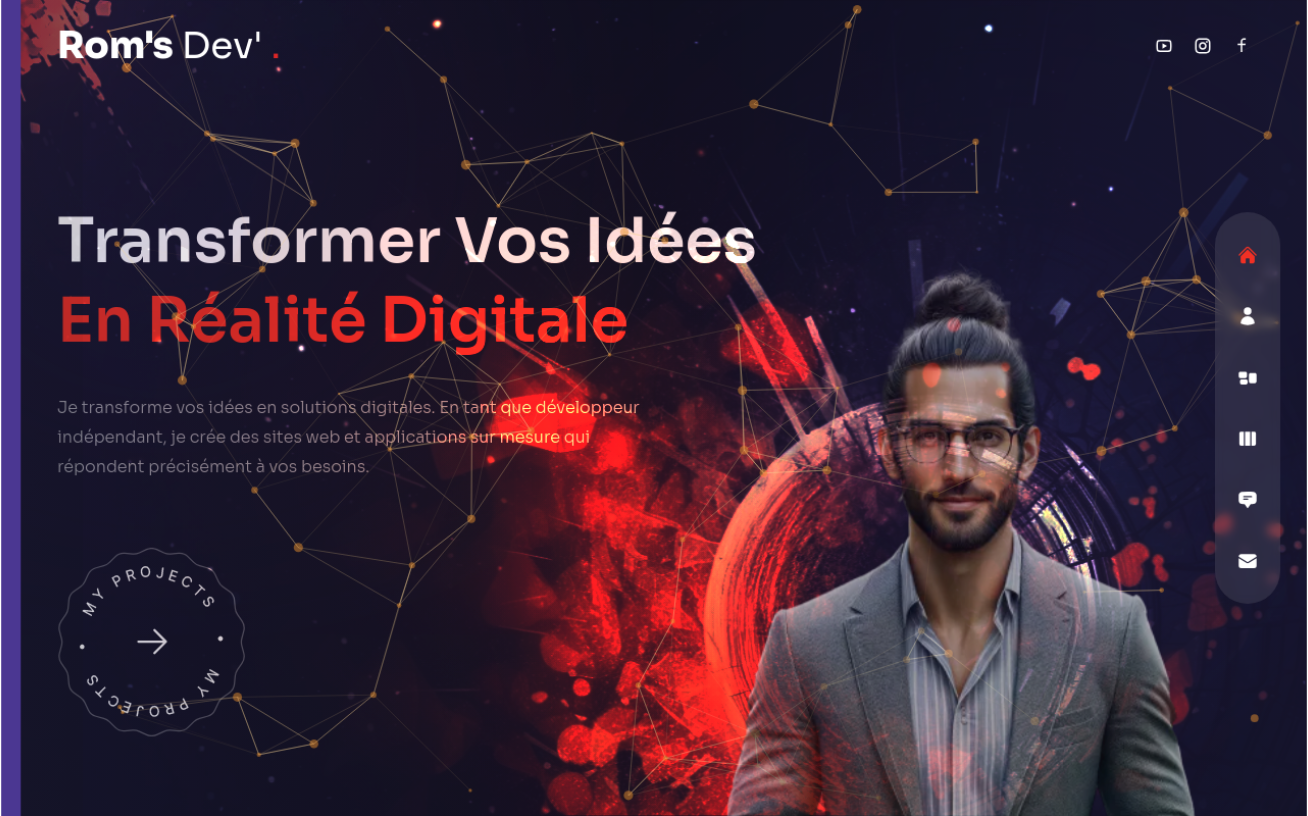 Rom's Dev' .
Transformer Vos Idées
En Réalité Digitale
Je transforme vos idées en solutions digitales. En tant que développeur
indépendant, je crée des sites web et applications sur mesure qui
répondent précisément à vos besoins.
MY PROJECTS • MY PROJECTS •